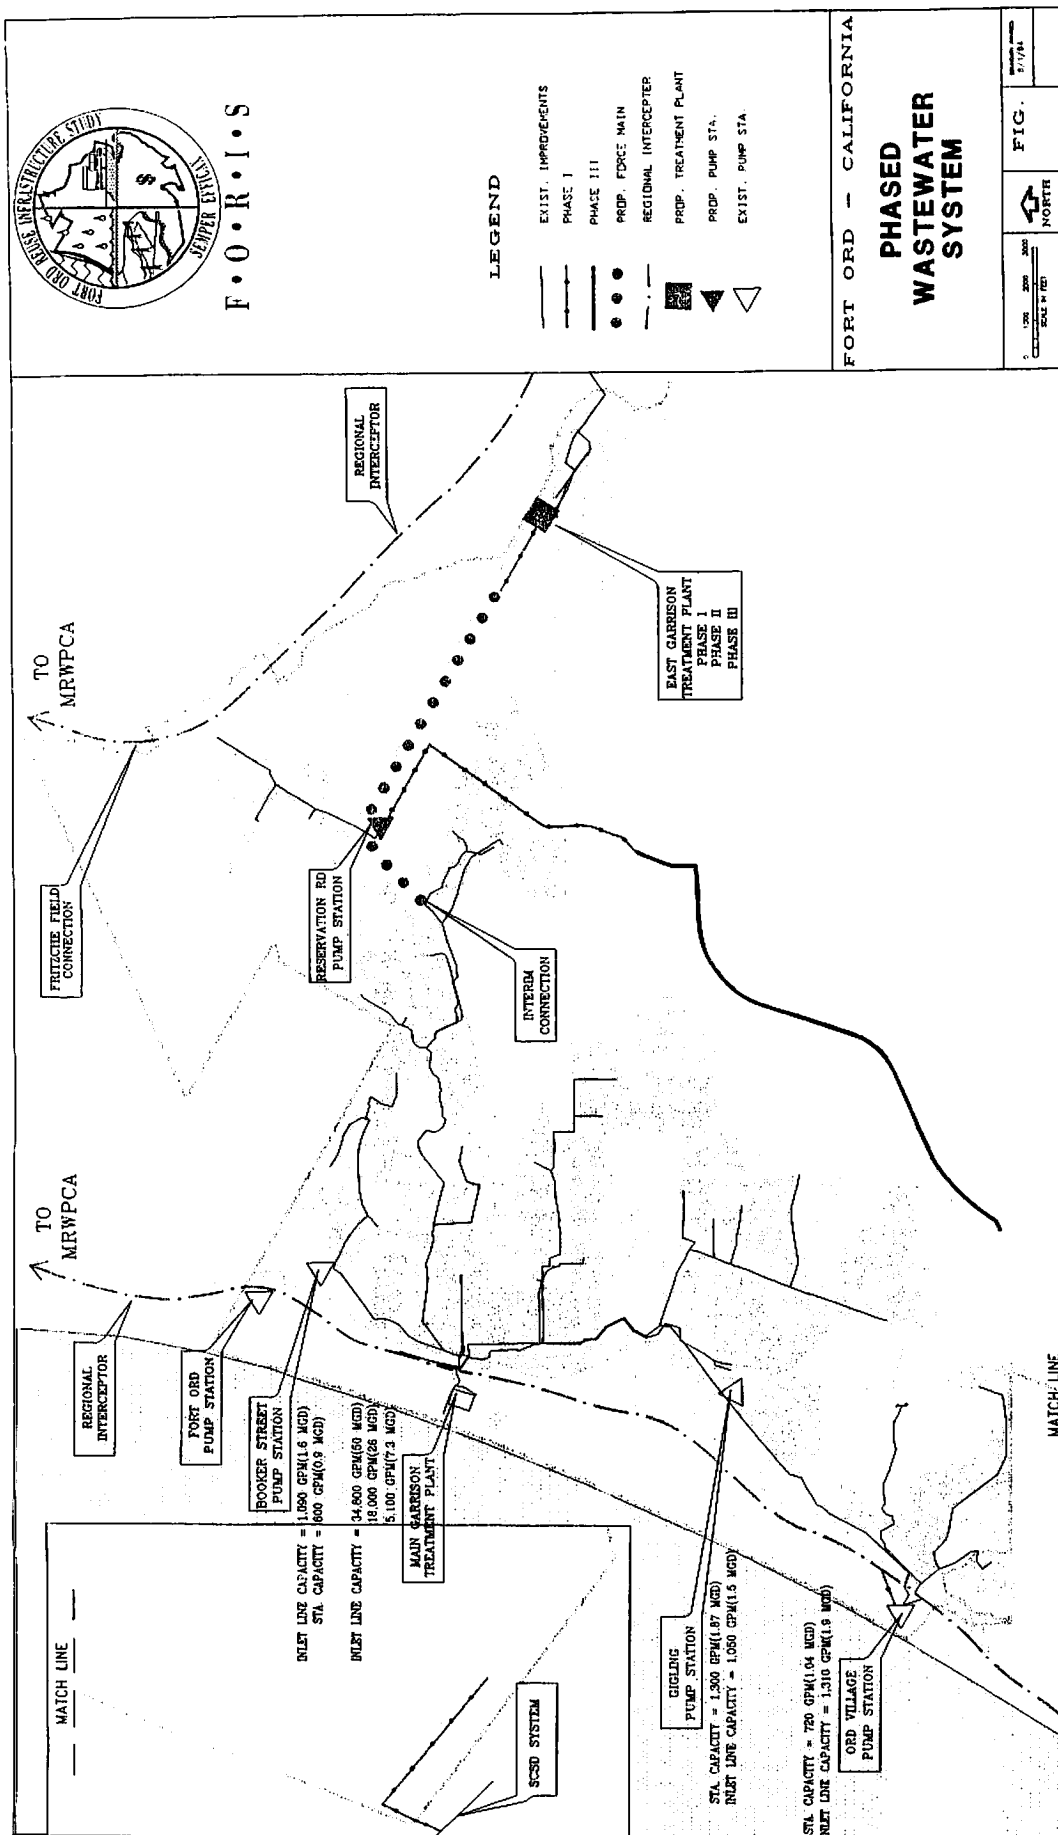 FORT ORD REUSE INFRASTRUCTURE STUDY
SEMPER EFFICAX
$
F•O•R•I•S
LEGEND
EXIST. IMPROVEMENTS
PHASE I
PHASE III
PROP. FORCE MAIN
REGIONAL INTERCEPTER
PROP. TREATMENT PLANT
PROP. PUMP STA.
EXIST. PUMP STA.
FORT ORD - CALIFORNIA
PHASED
WASTEWATER
SYSTEM
0 1000 2000 3000
SCALE IN FEET
NORTH
FIG.
TO
MRWPCA
REGIONAL
INTERCEPTOR
FRITZCHE FIELD
CONNECTION
RESERVATION RD
PUMP STATION
INTERIM
CONNECTION
EAST GARRISON
TREATMENT PLANT
PHASE I
PHASE II
PHASE III
TO
MRWPCA
REGIONAL
INTERCEPTOR
FORT ORD
PUMP STATION
BOOKER STREET
PUMP STATION
INLET LINE CAPACITY = 1,090 GPM(1.6 MGD)
STA. CAPACITY = 600 GPM(0.9 MGD)
INLET LINE CAPACITY = 34,800 GPM(50 MGD)
18,000 GPM(26 MGD)
5,100 GPM(7.3 MGD)
MAIN GARRISON
TREATMENT PLANT
GIGLING
PUMP STATION
STA. CAPACITY = 1,300 GPM(1.87 MGD)
INLET LINE CAPACITY = 1,050 GPM(1.5 MGD)
ORD VILLAGE
PUMP STATION
STA. CAPACITY = 720 GPM(1.04 MGD)
INLET LINE CAPACITY = 1,310 GPM(1.9 MGD)
MATCH LINE
MATCH LINE
SCSD SYSTEM